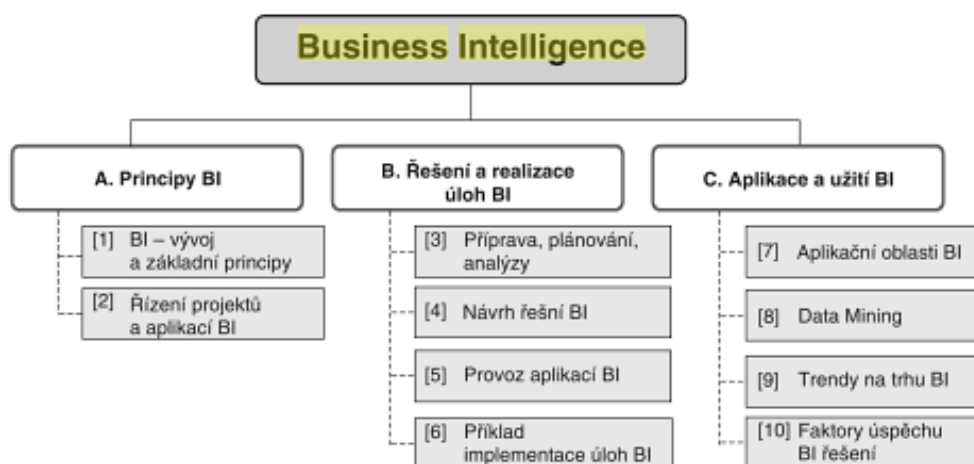 Business Intelligence
A. Principy BI
[1] BI – vývoj
a základní principy
[2] Řízení projektů
a aplikací BI
B. Řešení a realizace
úloh BI
[3] Příprava, plánování,
analýzy
[4] Návrh řešní BI
[5] Provoz aplikací BI
[6] Příklad
implementace úloh BI
C. Aplikace a užití BI
[7] Aplikační oblasti BI
[8] Data Mining
[9] Trendy na trhu BI
[10] Faktory úspěchu
BI řešení